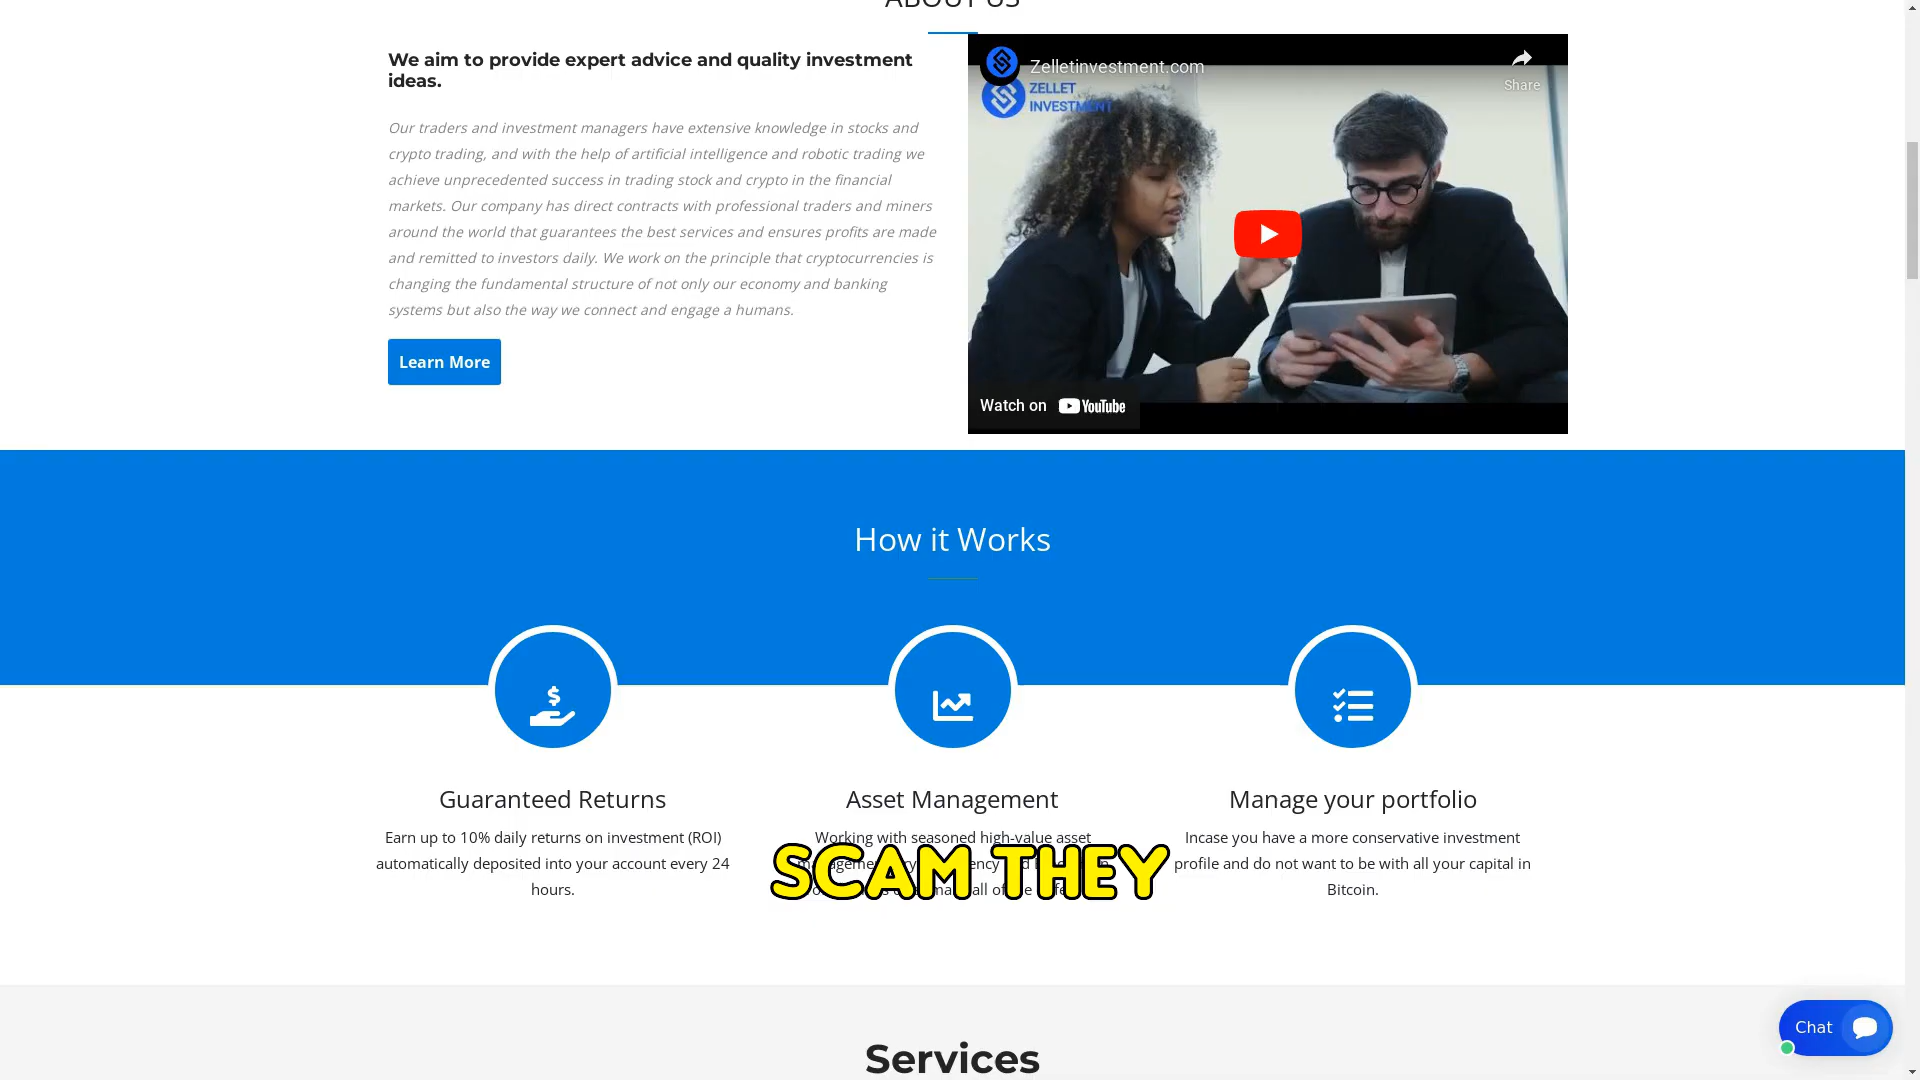 ABOUT US
We aim to provide expert advice and quality investment
ideas.
Our traders and investment managers have extensive knowledge in stocks and
crypto trading, and with the help of artificial intelligence and robotic trading we
achieve unprecedented success in trading stock and crypto in the financial
markets. Our company has direct contracts with professional traders and miners
around the world that guarantees the best services and ensures profits are made
and remitted to investors daily. We work on the principle that cryptocurrencies is
changing the fundamental structure of not only our economy and banking
systems but also the way we connect and engage a humans.
Learn More
Zelletinvestment.com
Share
ZELLET
INVESTMENT
Watch on YouTube
How it Works
Guaranteed Returns
Earn up to 10% daily returns on investment (ROI)
automatically deposited into your account every 24
hours.
Asset Management
Working with seasoned high-value asset
SCAM THEY
Manage your portfolio
Incase you have a more conservative investment
profile and do not want to be with all your capital in
Bitcoin.
Services
Chat